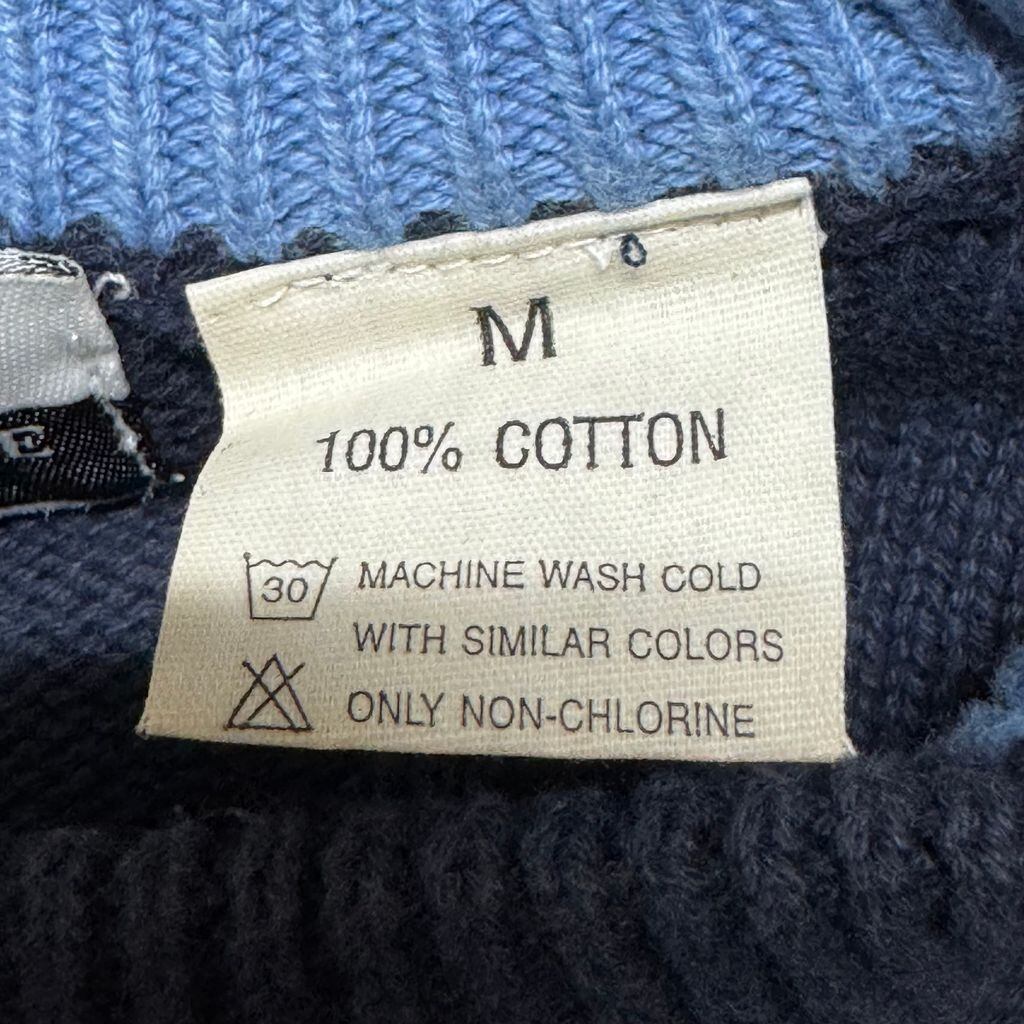 M
100% COTTON
30 MACHINE WASH COLD
WITH SIMILAR COLORS
ONLY NON-CHLORINE
E